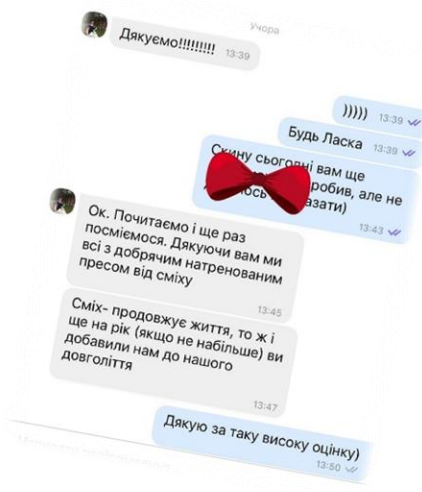 Учора
Дякуємо!!!!!!!!! 13:39
))))) 13:39
Будь Ласка 13:39
Скину сьогодні вам ще
робив, але не
13:43
Ок. Почитаємо і ще раз
посміємося. Дякуючи вам ми
всі з добрячим натренованим
пресом від сміху
13:45
Сміх- продовжує життя, то ж і
ще на рік (якщо не набільше) ви
добавили нам до нашого
довголіття
13:47
Дякую за таку високу оцінку)
13:50